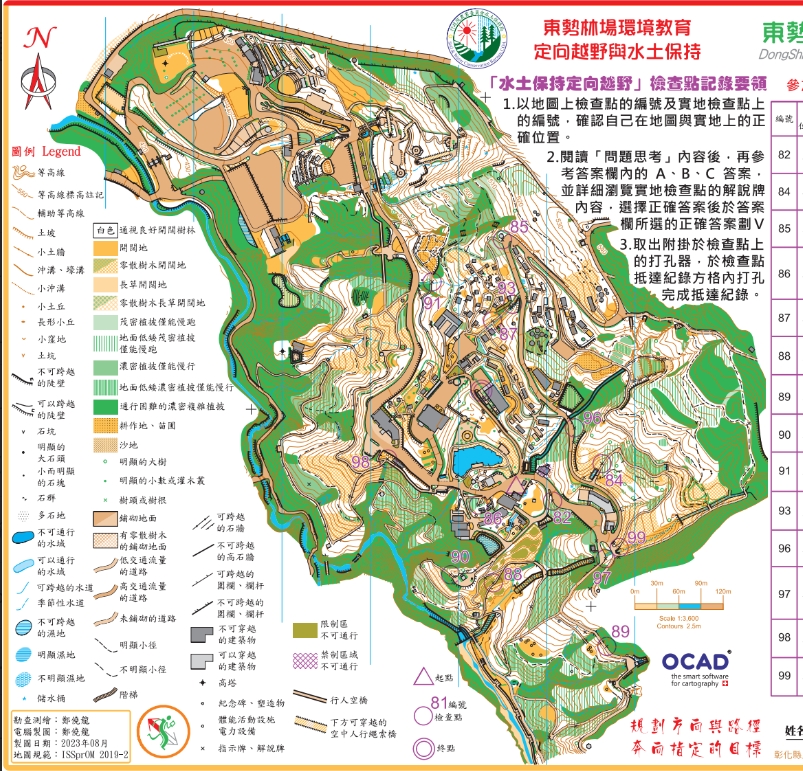 N
東勢林場環境教育
定向越野與水土保持
「水土保持定向越野」檢查點記錄要領
1.以地圖上檢查點的編號及實地檢查點上
的編號，確認自己在地圖與實地上的正
確位置。
2.閱讀「問題思考」內容後，再參
考答案欄內的 A、B、C 答案，
並詳細瀏覽實地檢查點的解說牌
內容，選擇正確答案後於答案
欄所選的正確答案劃V
3.取出附掛於檢查點上
的打孔器，於檢查點
抵達紀錄方格內打孔
完成抵達紀錄。
東勢
DongSh
編號
82
84
85
86
87
88
89
90
91
93
96
97
98
99
姓名
彰化縣
圖例 Legend
等高線
等高線標高註記
輔助等高線
土坡
小土牆
沖溝、壕溝
小沖溝
小土丘
長形小丘
小窪地
土坑
不可跨越
的陡壁
可以跨越
的陡壁
石坑
明顯的
大石頭
小而明顯
的石塊
石群
多石地
不可通行
的水域
可以通行
的水域
可跨越的水道
季節性水道
不可跨越
的濕地
明顯濕地
不明顯濕地
儲水桶
白色 通視良好開闊樹林
開闊地
零散樹木開闊地
長草開闊地
零散樹木長草開闊地
茂密植披僅能慢跑
地面低矮茂密植披
僅能慢跑
濃密植披僅能慢行
地面低矮濃密植披僅能慢行
通行困難的濃密複雜植披
耕作地、苗圃
沙地
明顯的大樹
明顯的小數或灌木叢
樹頭或樹根
鋪砌地面
有零散樹木
的鋪砌地面
低交通流量
的道路
高交通流量
的道路
未鋪砌的道路
明顯小徑
不明顯小徑
階梯
可跨越
的石牆
不可跨越
的高石牆
可跨越的
圍欄、欄杆
不可跨越的
圍欄、欄杆
不可穿越
的建築物
可以穿越
的建築物
高塔
紀念碑、塑造物
體能活動設施
電力設備
指示牌、解說牌
限制區
不可通行
禁制區域
不可通行
行人空橋
下方可穿越的
空中人行繩索橋
起點
81編號
檢查點
終點
85
91
93
87
96
98
84
86
82
99
90
88
97
89
0m 30m 60m 90m 120m
Scale 1:3,600
Contours 2.5m
OCAD
the smart software
for cartography
規劃方向與路徑
奔向指定的目標
勘查測繪：鄭俊龍
電腦製圖：鄭俊龍
製圖日期：2023年08月
地圖規範：ISSprOM 2019-2